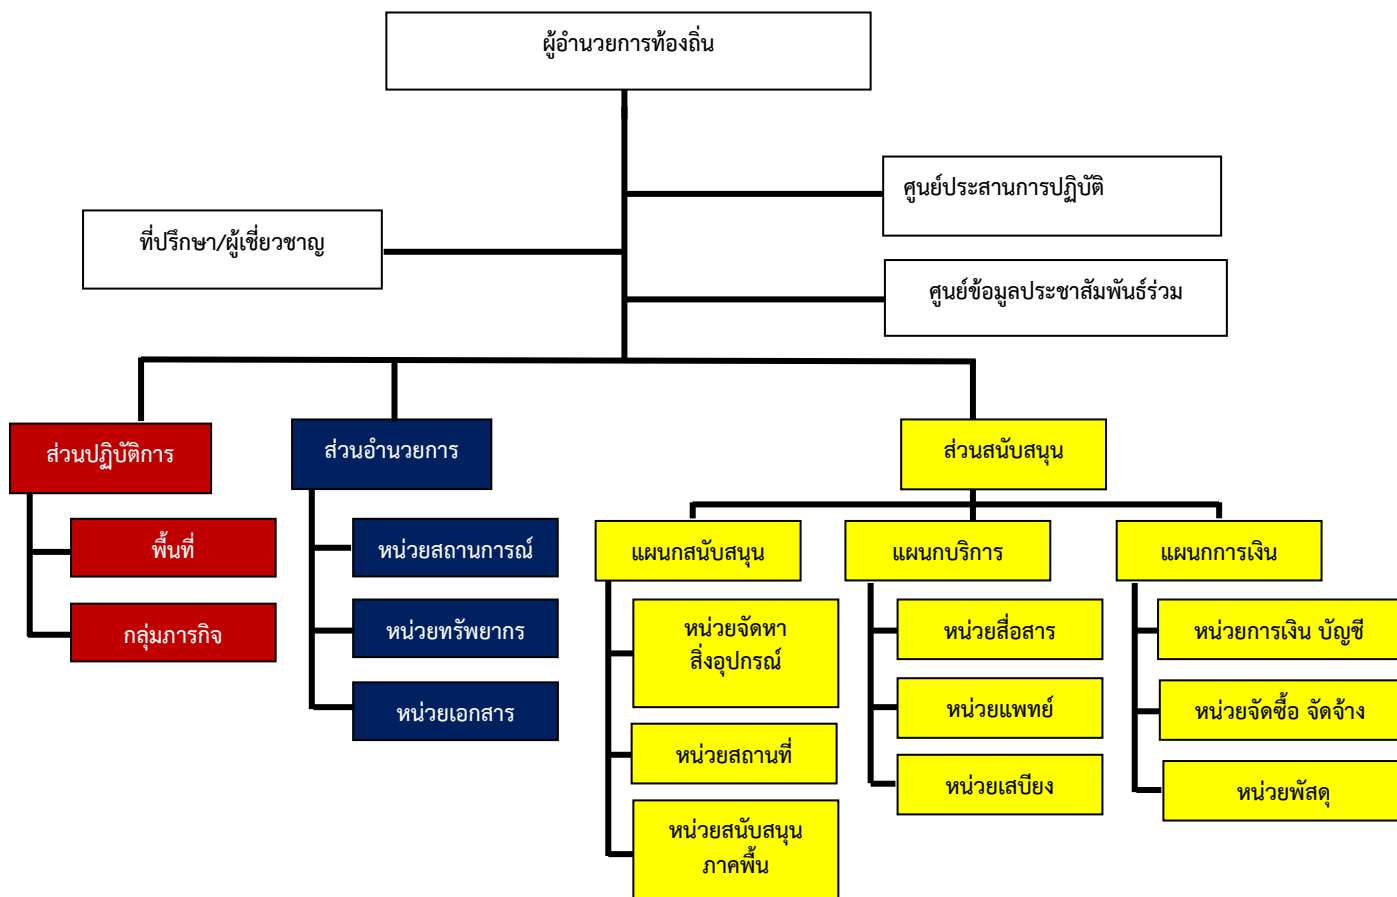 ผู้อำนวยการท้องถิ่น
ศูนย์ประสานการปฏิบัติ
ที่ปรึกษา/ผู้เชี่ยวชาญ
ศูนย์ข้อมูลประชาสัมพันธ์ร่วม
ส่วนปฏิบัติการ
ส่วนอำนวยการ
ส่วนสนับสนุน
พื้นที่
กลุ่มภารกิจ
หน่วยสถานการณ์
หน่วยทรัพยากร
หน่วยเอกสาร
แผนกสนับสนุน
แผนกบริการ
แผนกการเงิน
หน่วยจัดหา
สิ่งอุปกรณ์
หน่วยสถานที่
หน่วยสนับสนุน
ภาคพื้น
หน่วยสื่อสาร
หน่วยแพทย์
หน่วยเสบียง
หน่วยการเงิน บัญชี
หน่วยจัดซื้อ จัดจ้าง
หน่วยพัสดุ